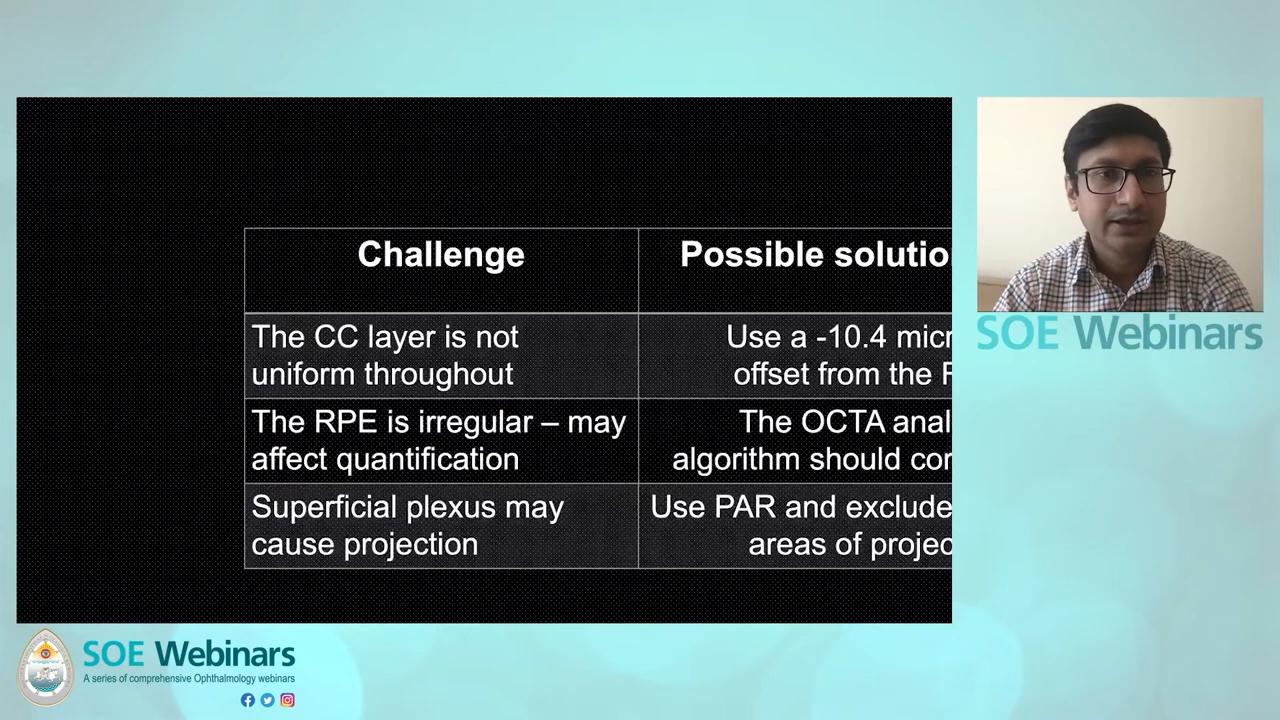 Challenge
Possible solutio
The CC layer is not
uniform throughout
Use a -10.4 micr
offset from the
The RPE is irregular – may
affect quantification
The OCTA anal
algorithm should cor
Superficial plexus may
cause projection
Use PAR and exclude
areas of projec
SOE Webinars
SOE Webinars
A series of comprehensive Ophthalmology webinars